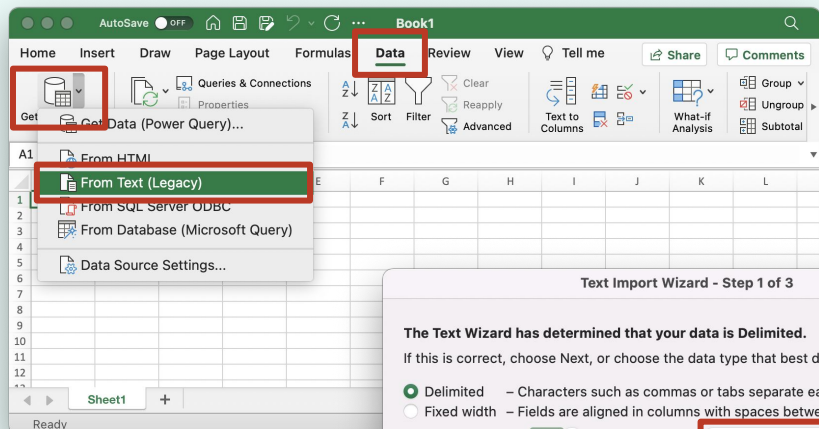 AutoSave OFF Book1
Home Insert Draw Page Layout Formulas Data Review View Tell me Share Comments
Queries & Connections
Properties
Sort Filter
Clear
Reapply
Advanced
Text to
Columns
What-if
Analysis
Group
Ungroup
Subtotal
Get Data (Power Query)...
From HTML
From Text (Legacy)
From SQL Server ODBC
From Database (Microsoft Query)
Data Source Settings...
A1
E F G H I J K L
1
2
3
4
5
6
7
8
9
10
11
12
Text Import Wizard - Step 1 of 3
The Text Wizard has determined that your data is Delimited.
If this is correct, choose Next, or choose the data type that best d
Delimited – Characters such as commas or tabs separate ea
Fixed width – Fields are aligned in columns with spaces betwe
Sheet1 +
Ready